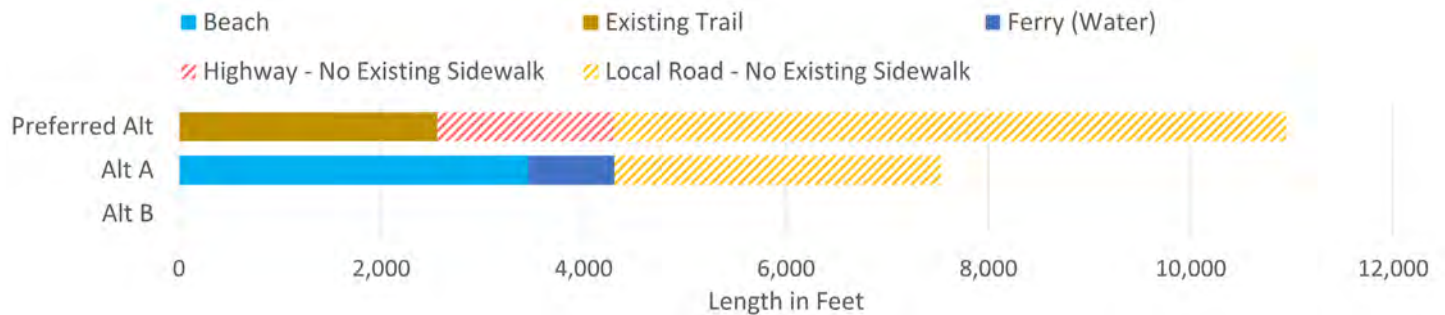 Beach Existing Trail Ferry (Water)
Highway - No Existing Sidewalk Local Road - No Existing Sidewalk
Preferred Alt
Alt A
Alt B
0 2,000 4,000 6,000 8,000 10,000 12,000
Length in Feet